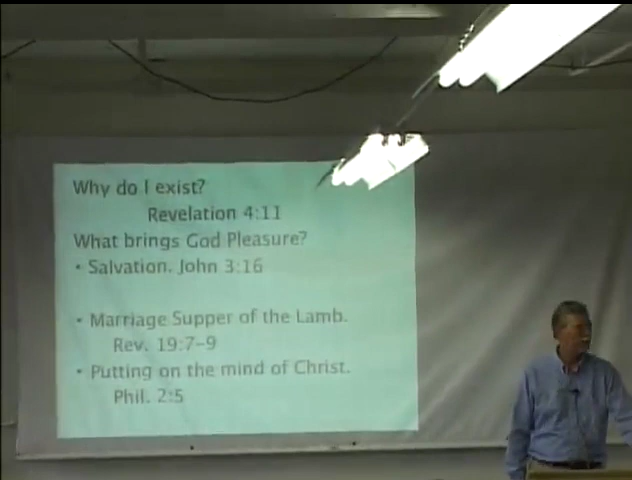 Why do I exist?
Revelation 4:11
What brings God Pleasure?
• Salvation. John 3:16
• Marriage Supper of the Lamb.
Rev. 19:7-9
• Putting on the mind of Christ.
Phil. 2:5